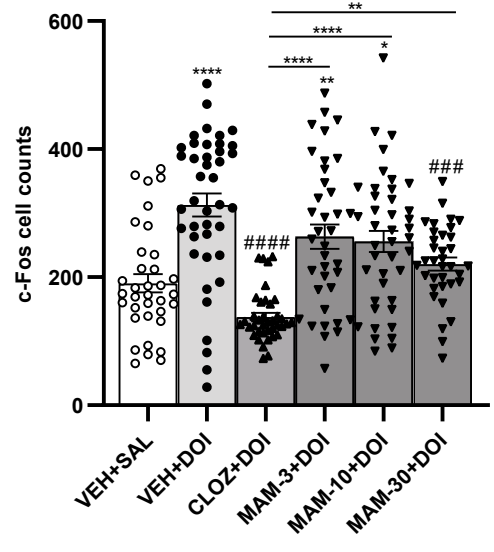 **
****
*
****
**
****
###
####
600
400
200
0
c-Fos cell counts
VEH+SAL
VEH+DOI
CLOZ+DOI
MAM-3+DOI
MAM-10+DOI
MAM-30+DOI